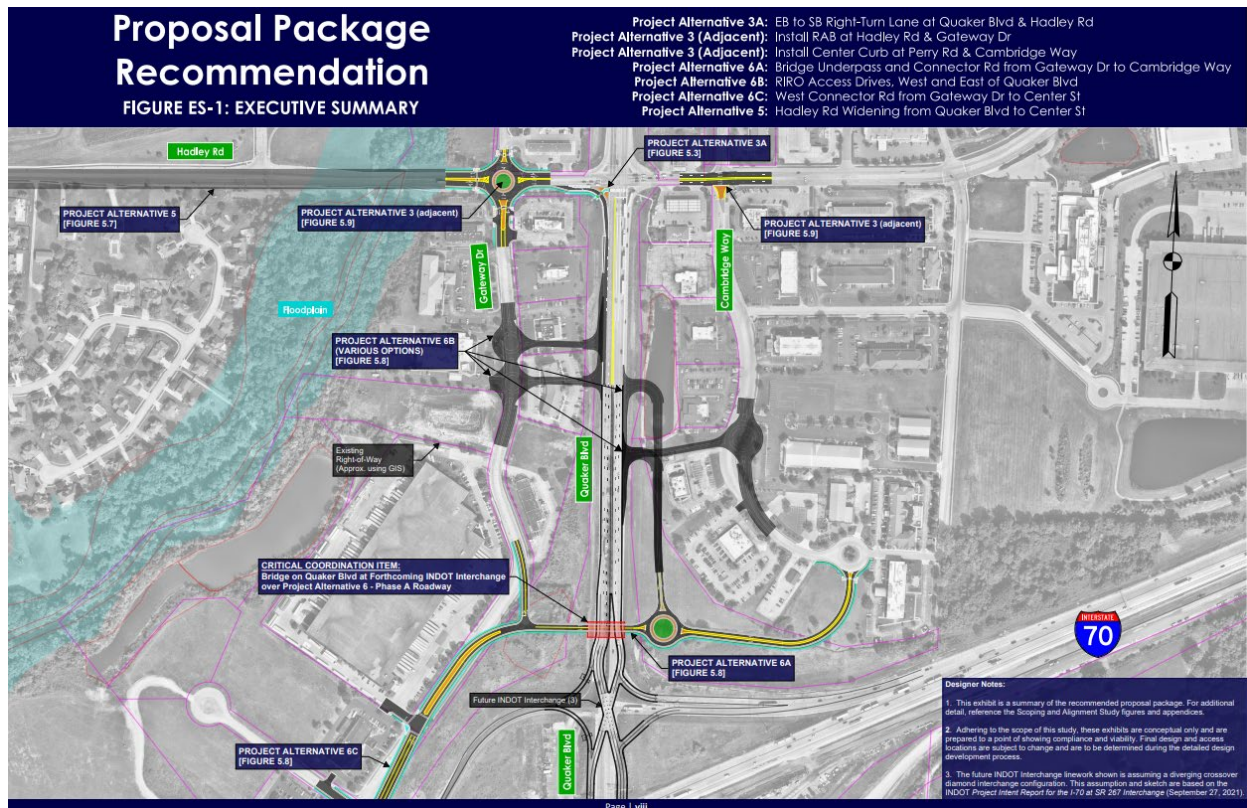 Proposal Package
Recommendation
FIGURE ES-1: EXECUTIVE SUMMARY
Project Alternative 3A: EB to SB Right-Turn Lane at Quaker Blvd & Hadley Rd
Project Alternative 3 (Adjacent): Install RAB at Hadley Rd & Gateway Dr
Project Alternative 3 (Adjacent): Install Center Curb at Perry Rd & Cambridge Way
Project Alternative 6A: Bridge Underpass and Connector Rd from Gateway Dr to Cambridge Way
Project Alternative 6B: RIRO Access Drives, West and East of Quaker Blvd
Project Alternative 6C: West Connector Rd from Gateway Dr to Center St
Project Alternative 5: Hadley Rd Widening from Quaker Blvd to Center St
Hadley Rd
PROJECT ALTERNATIVE 3A
[FIGURE 5.3]
PROJECT ALTERNATIVE 5
[FIGURE 5.7]
PROJECT ALTERNATIVE 3 (adjacent)
[FIGURE 5.9]
PROJECT ALTERNATIVE 3 (adjacent)
[FIGURE 5.9]
Gateway Dr
Cambridge Way
Floodplain
PROJECT ALTERNATIVE 6B
(VARIOUS OPTIONS)
[FIGURE 5.8]
Existing
Right-of-Way
(Approx. using GIS)
Quaker Blvd
CRITICAL COORDINATION ITEM:
Bridge on Quaker Blvd at Forthcoming INDOT Interchange
over Project Alternative 6 - Phase A Roadway
INTERSTATE
70
PROJECT ALTERNATIVE 6A
[FIGURE 5.8]
Future INDOT Interchange (3)
Quaker Blvd
PROJECT ALTERNATIVE 6C
[FIGURE 5.8]
Designer Notes:
1. This exhibit is a summary of the recommended proposal package. For additional
detail, reference the Scoping and Alignment Study figures and appendices.
2. Adhering to the scope of this study, these exhibits are conceptual only and are
prepared to a point of showing compliance and viability. Final design and access
locations are subject to change and are to be determined during the detailed design
development process.
3. The future INDOT Interchange linework shown is assuming a diverging crossover
diamond interchange configuration. This assumption and sketch are based on the
INDOT Project Intent Report for the I-70 at SR 267 Interchange (September 27, 2021).
Page | viii